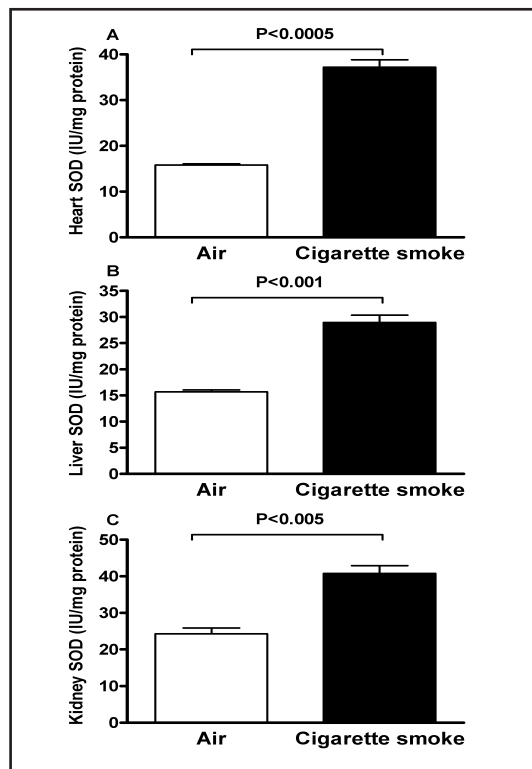 A
P<0.0005
Heart SOD (IU/mg protein)
40
30
20
10
0
Air Cigarette smoke
B
P<0.001
Liver SOD (IU/mg protein)
35
30
25
20
15
10
5
0
Air Cigarette smoke
C
P<0.005
Kidney SOD (IU/mg protein)
50
40
30
20
10
0
Air Cigarette smoke